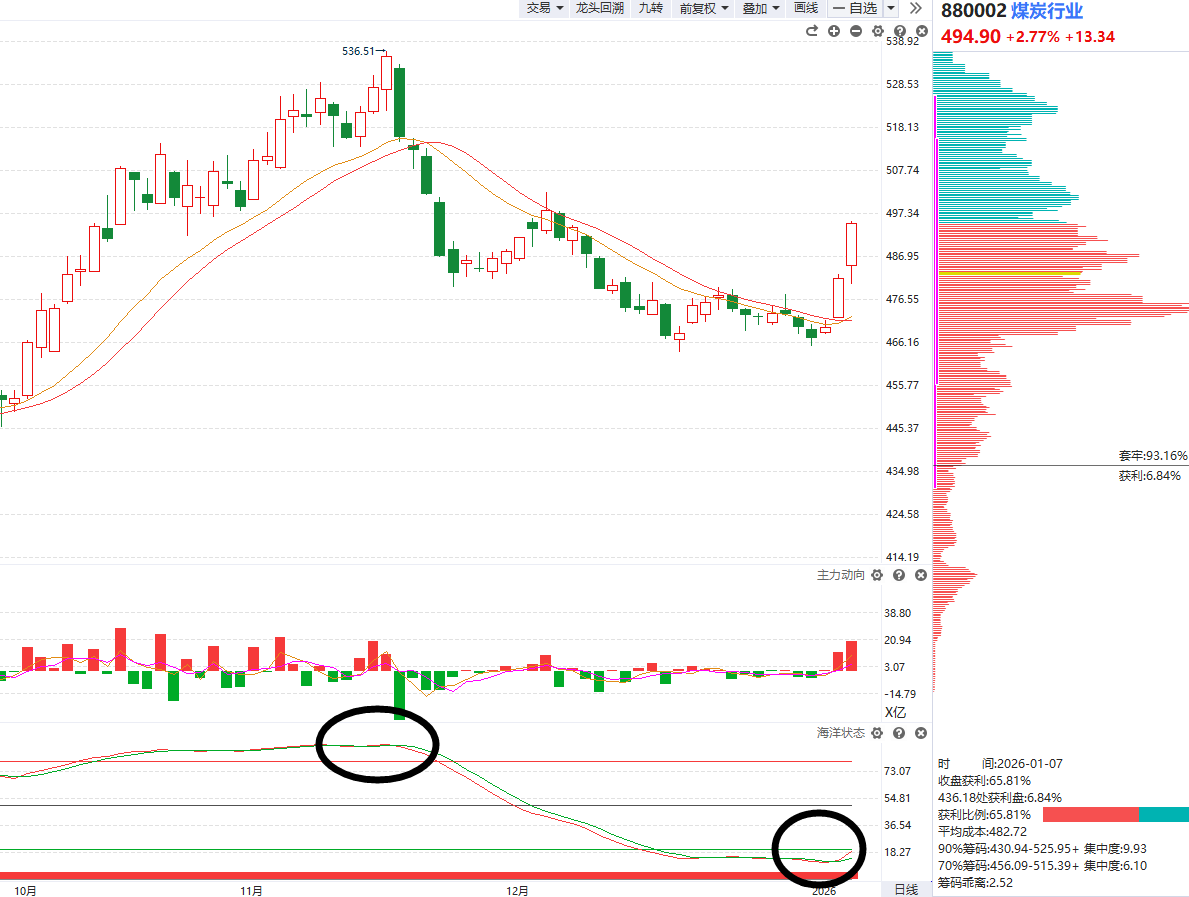 交易 龙头回溯 九转 前复权 叠加 画线 一自选
880002 煤炭行业
494.90 +2.77% +13.34
536.51
538.92
528.53
518.13
507.74
497.34
486.95
476.55
466.16
455.77
445.37
434.98
424.58
414.19
套牢:93.16%
获利:6.84%
主力动向
38.80
20.94
3.07
-14.79
X亿
海洋状态
73.07
54.81
36.54
18.27
时 间:2026-01-07
收盘获利:65.81%
436.18处获利盘:6.84%
获利比例:65.81%
平均成本:482.72
90%筹码:430.94-525.95+ 集中度:9.93
70%筹码:456.09-515.39+ 集中度:6.10
筹码乖离:2.52
10月 11月 12月 2026 日线